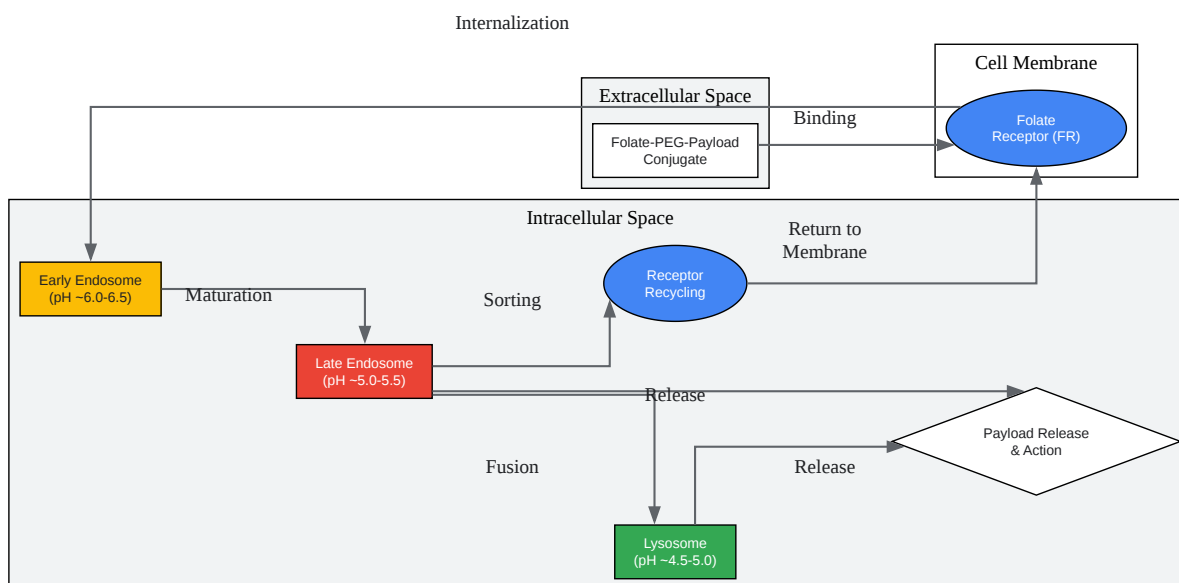 Internalization
Cell Membrane
Extracellular Space
Binding
Folate
Receptor (FR)
Folate-PEG-Payload
Conjugate
Intracellular Space
Return to
Membrane
Early Endosome
(pH ~6.0-6.5)
Maturation
Sorting
Receptor
Recycling
Late Endosome
(pH ~5.0-5.5)
Release
Payload Release
& Action
Fusion
Release
Lysosome
(pH ~4.5-5.0)